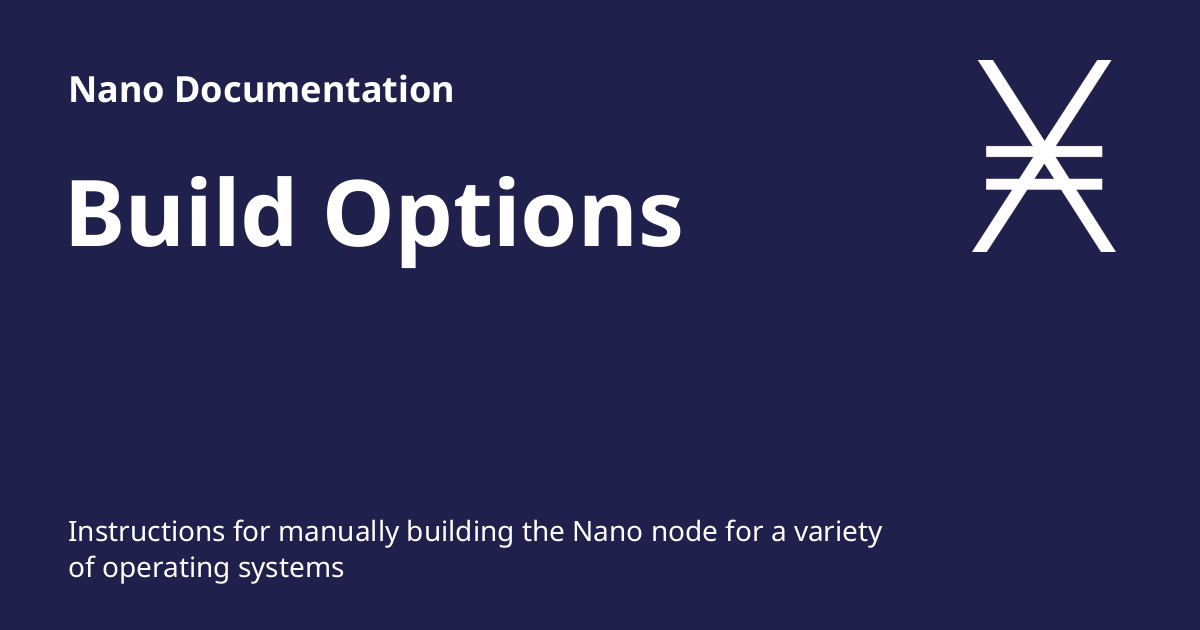 Nano Documentation
Build Options
Instructions for manually building the Nano node for a variety
of operating systems